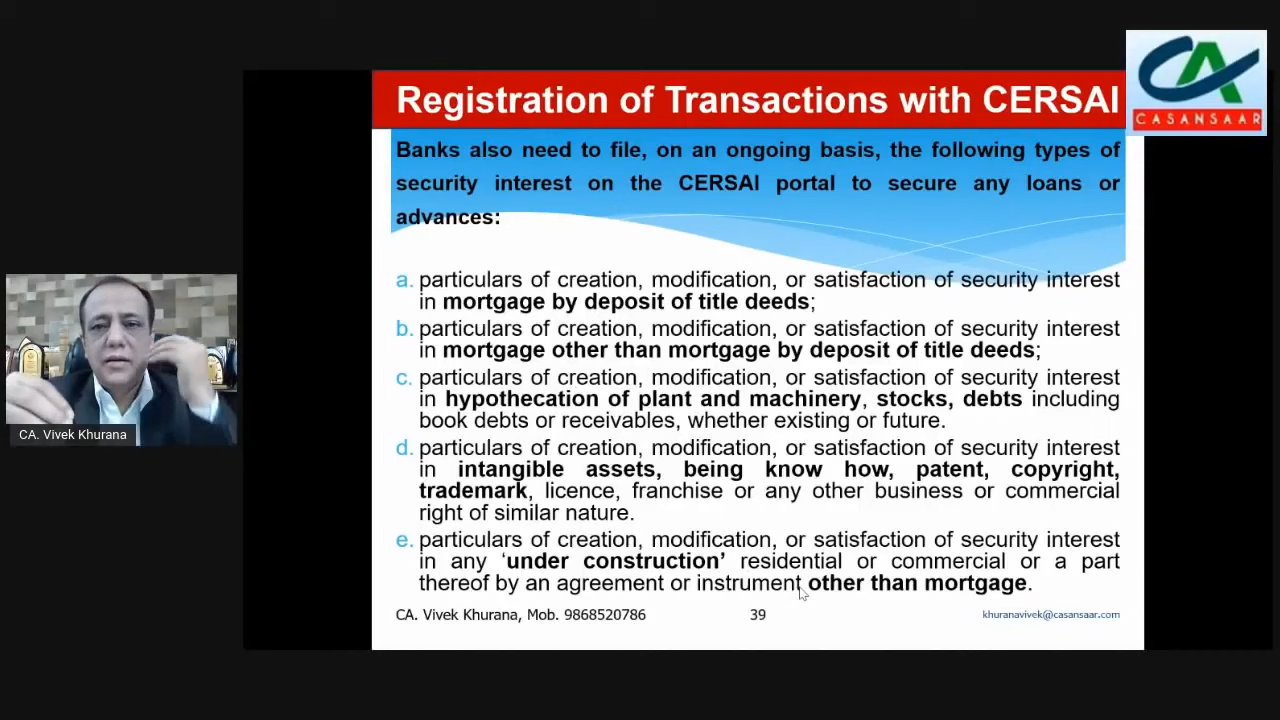 CASANSAAR
Registration of Transactions with CERSAI
Banks also need to file, on an ongoing basis, the following types of
security interest on the CERSAI portal to secure any loans or
advances:
a. particulars of creation, modification, or satisfaction of security interest
in mortgage by deposit of title deeds;
b. particulars of creation, modification, or satisfaction of security interest
in mortgage other than mortgage by deposit of title deeds;
c. particulars of creation, modification, or satisfaction of security interest
in hypothecation of plant and machinery, stocks, debts including
book debts or receivables, whether existing or future.
d. particulars of creation, modification, or satisfaction of security interest
in intangible assets, being know how, patent, copyright,
trademark, licence, franchise or any other business or commercial
right of similar nature.
e. particulars of creation, modification, or satisfaction of security interest
in any ‘under construction’ residential or commercial or a part
thereof by an agreement or instrument other than mortgage.
CA. Vivek Khurana, Mob. 9868520786 39 khuranavivek@casansaar.com
CA. Vivek Khurana